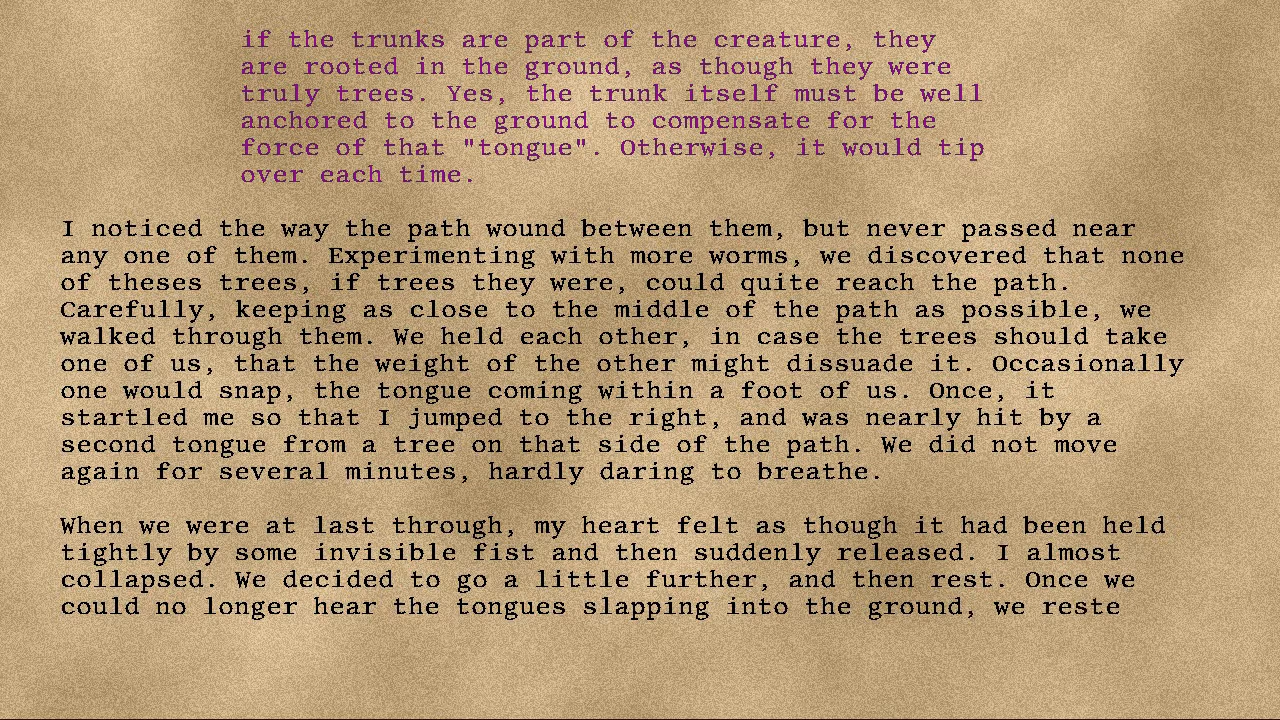 if the trunks are part of the creature, they
are rooted in the ground, as though they were
truly trees. Yes, the trunk itself must be well
anchored to the ground to compensate for the
force of that "tongue". Otherwise, it would tip
over each time.
I noticed the way the path wound between them, but never passed near
any one of them. Experimenting with more worms, we discovered that none
of theses trees, if trees they were, could quite reach the path.
Carefully, keeping as close to the middle of the path as possible, we
walked through them. We held each other, in case the trees should take
one of us, that the weight of the other might dissuade it. Occasionally
one would snap, the tongue coming within a foot of us. Once, it
startled me so that I jumped to the right, and was nearly hit by a
second tongue from a tree on that side of the path. We did not move
again for several minutes, hardly daring to breathe.
When we were at last through, my heart felt as though it had been held
tightly by some invisible fist and then suddenly released. I almost
collapsed. We decided to go a little further, and then rest. Once we
could no longer hear the tongues slapping into the ground, we reste